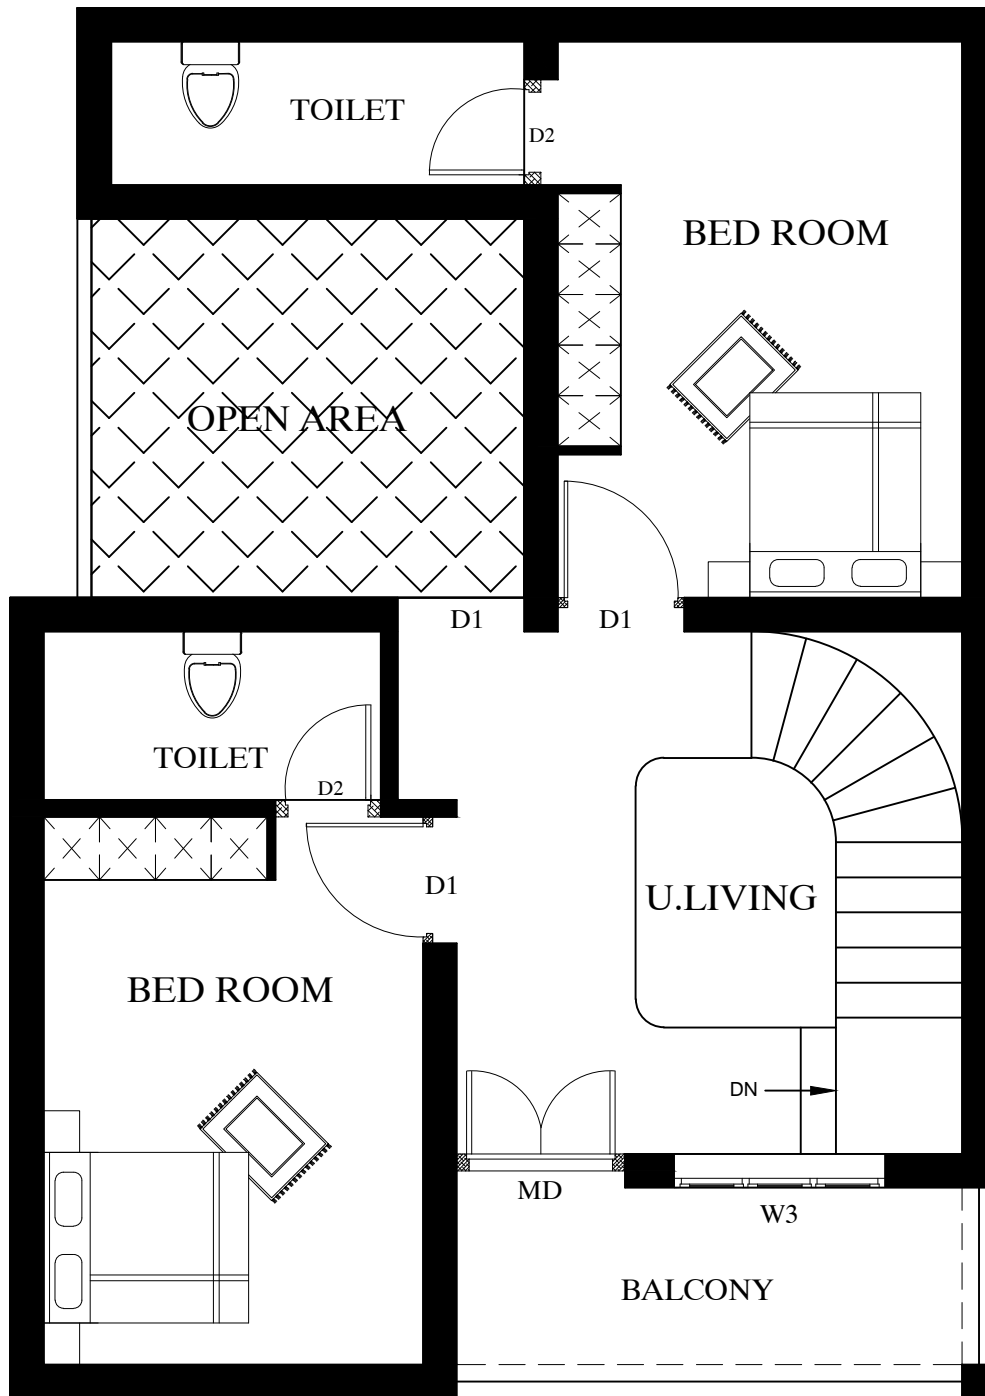 TOILET
D2
BED ROOM
OPEN AREA
D1
D1
TOILET
D2
D1
U.LIVING
BED ROOM
DN
MD
W3
BALCONY